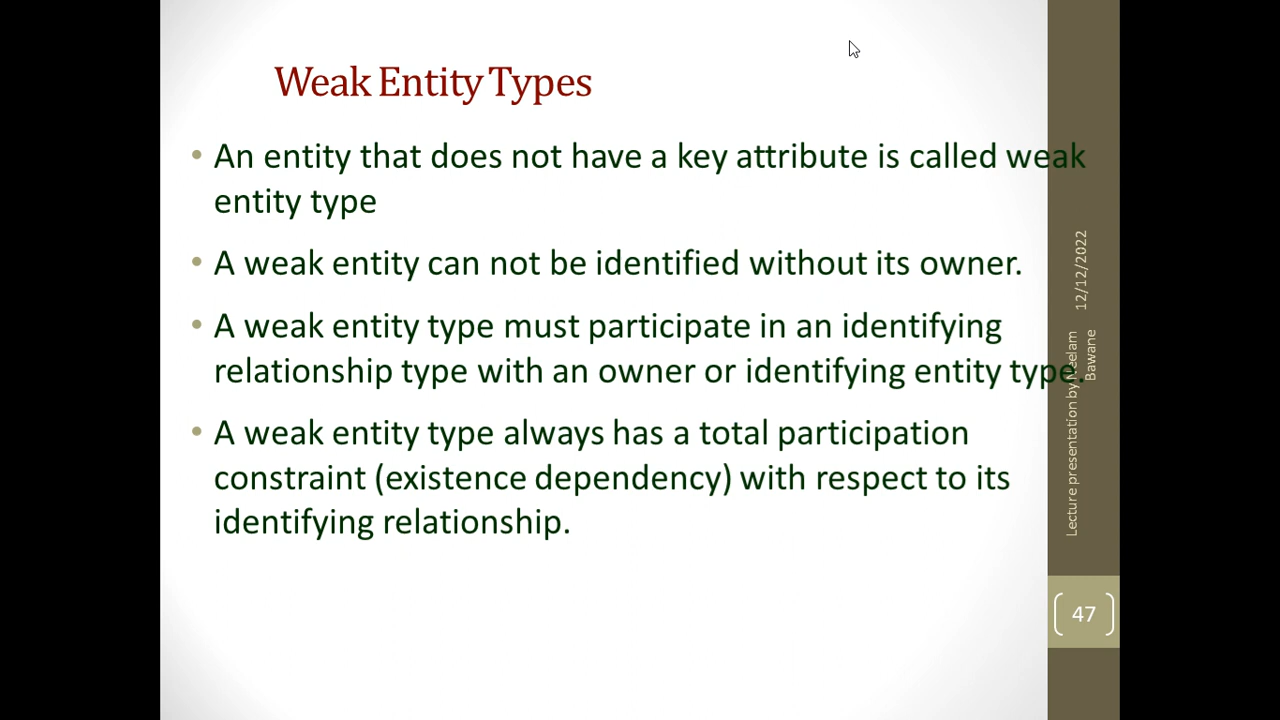 Weak Entity Types
• An entity that does not have a key attribute is called weak
entity type
• A weak entity can not be identified without its owner.
• A weak entity type must participate in an identifying
relationship type with an owner or identifying entity type.
• A weak entity type always has a total participation
constraint (existence dependency) with respect to its
identifying relationship.
12/12/2022
Lecture presentation by Neelam
Bawane
47